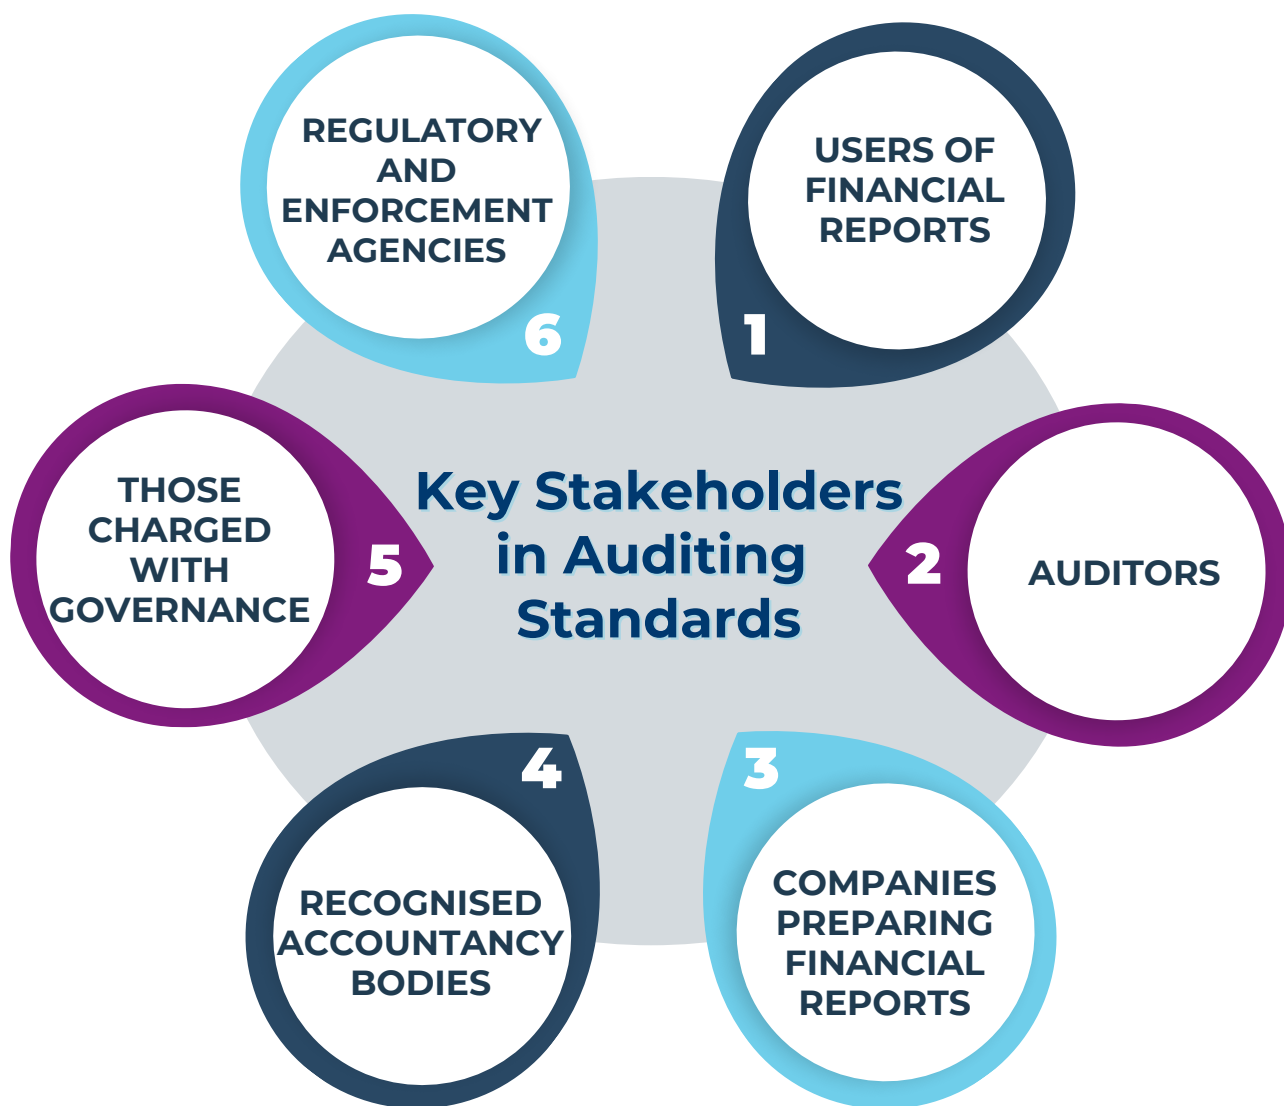 Key Stakeholders
in Auditing
Standards
1
USERS OF
FINANCIAL
REPORTS
2
AUDITORS
3
COMPANIES
PREPARING
FINANCIAL
REPORTS
4
RECOGNISED
ACCOUNTANCY
BODIES
5
THOSE
CHARGED
WITH
GOVERNANCE
6
REGULATORY
AND
ENFORCEMENT
AGENCIES